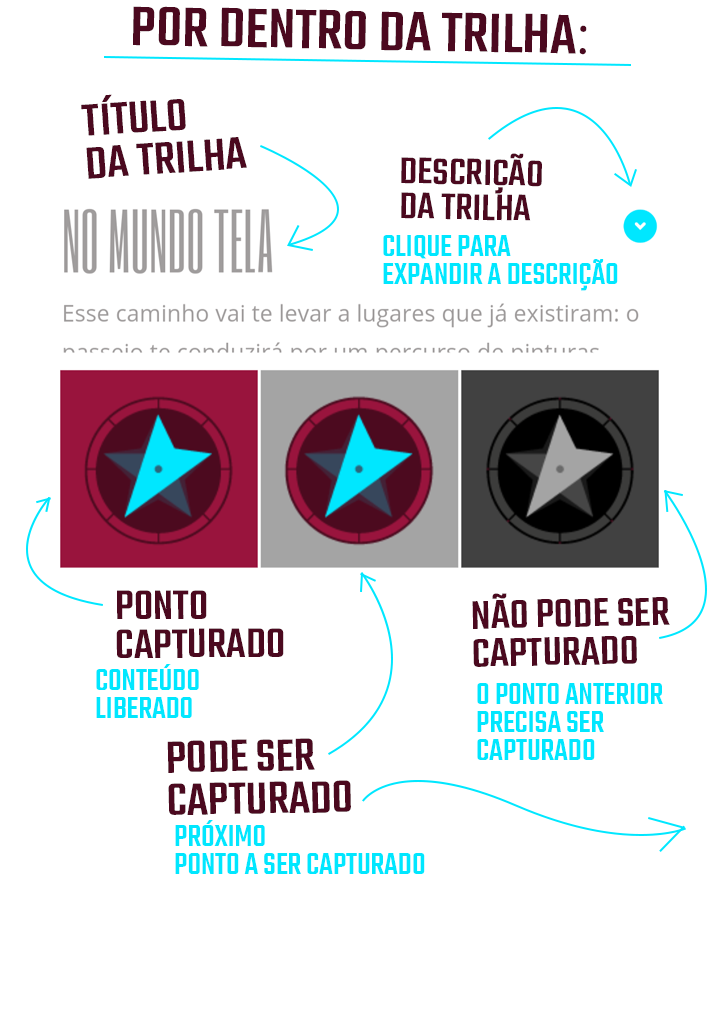 POR DENTRO DA TRILHA:
TÍTULO
DA TRILHA
DESCRIÇÃO
DA TRILHA
CLIQUE PARA
EXPANDIR A DESCRIÇÃO
NO MUNDO TELA
Esse caminho vai te levar a lugares que já existiram: o
passeio te conduzirá por um percurso de pinturas
PONTO
CAPTURADO
CONTEÚDO
LIBERADO
NÃO PODE SER
CAPTURADO
O PONTO ANTERIOR
PRECISA SER
CAPTURADO
PODE SER
CAPTURADO
PRÓXIMO
PONTO A SER CAPTURADO